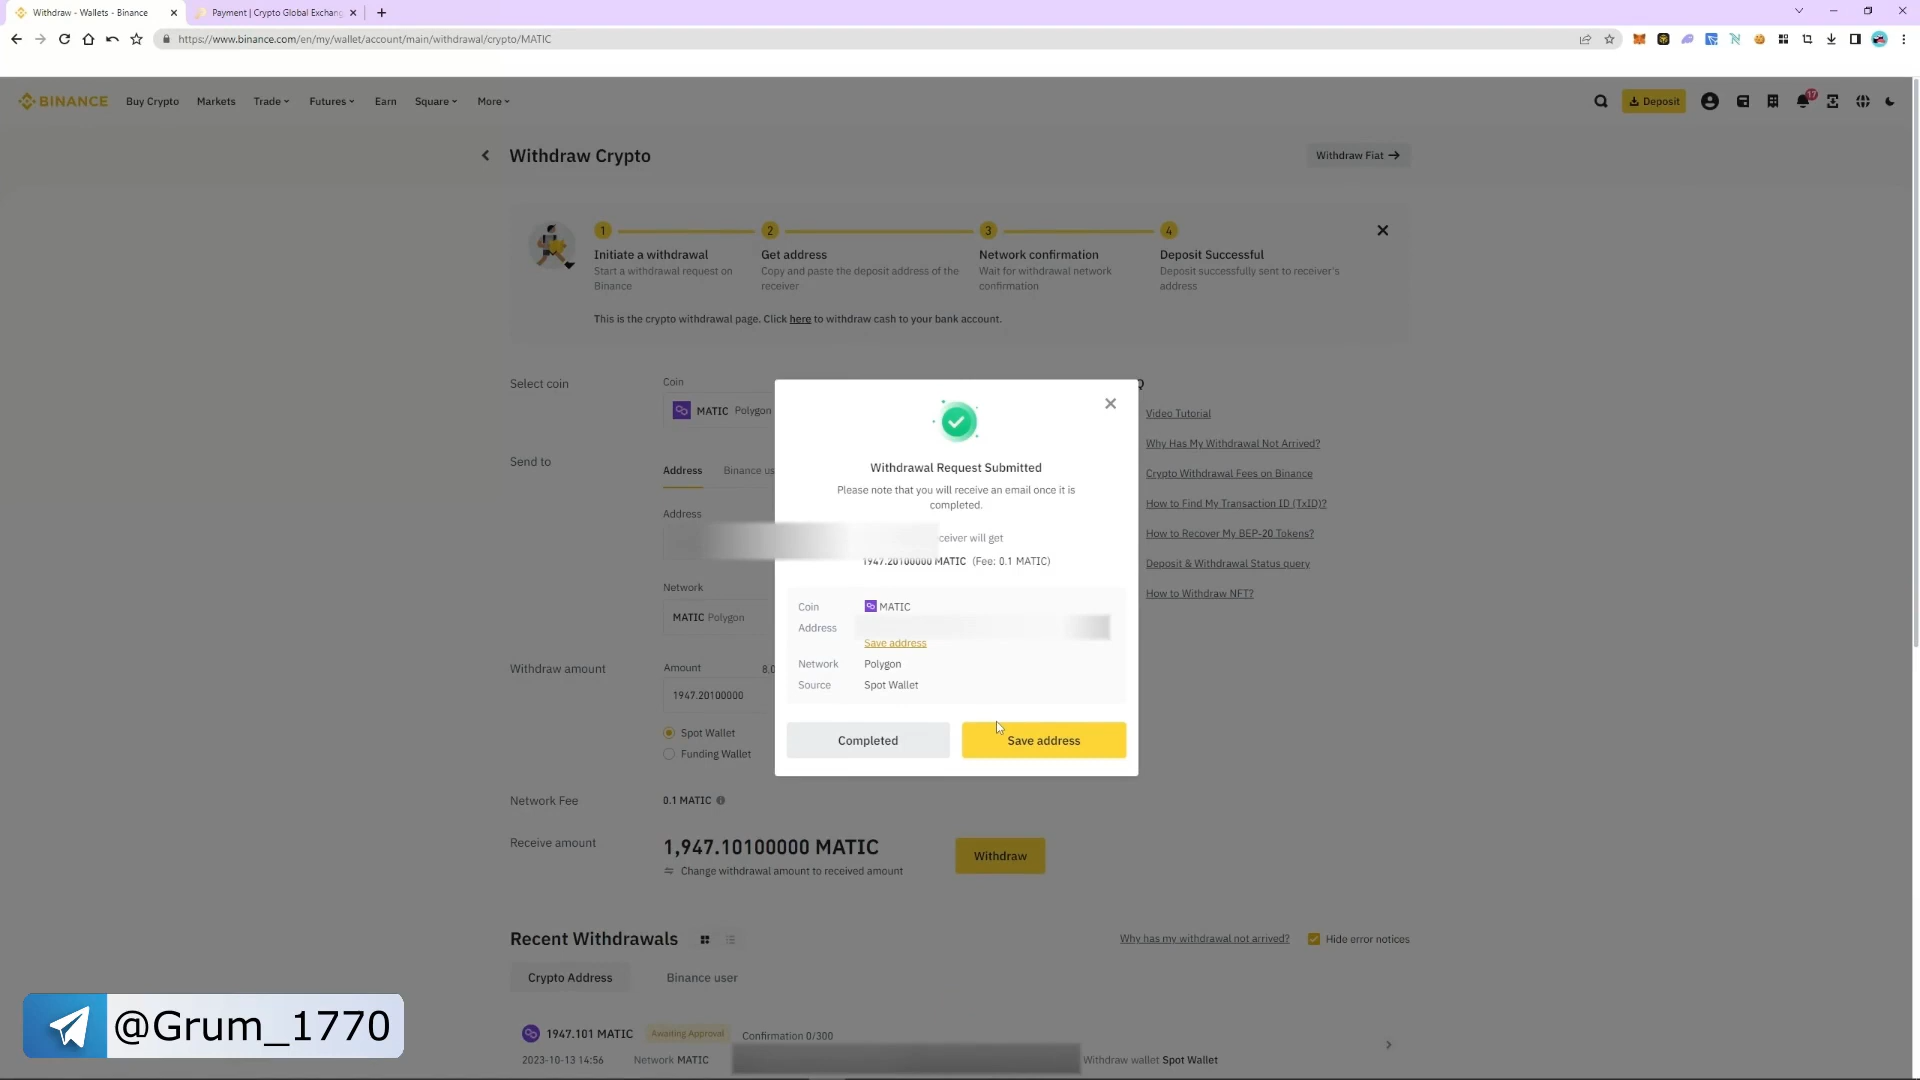 Withdraw - Wallets - Binance
Payment | Crypto Global Exchang
https://www.binance.com/en/my/wallet/account/main/withdrawal/crypto/MATIC
BINANCE
Buy Crypto
Markets
Trade
Futures
Earn
Square
More
Deposit
17
Withdraw Crypto
Withdraw Fiat
1
2
3
4
Initiate a withdrawal
Start a withdrawal request on
Binance
Get address
Copy and paste the deposit address of the
receiver
Network confirmation
Wait for withdrawal network
confirmation
Deposit Successful
Deposit successfully sent to receiver's
address
This is the crypto withdrawal page. Click here to withdraw cash to your bank account.
Select coin
Coin
MATIC Polygon
Send to
Address
Binance us
Address
Network
MATIC Polygon
Withdraw amount
Amount
8.0
1947.20100000
Spot Wallet
Funding Wallet
Network Fee
0.1 MATIC
Receive amount
1,947.10100000 MATIC
Change withdrawal amount to received amount
Withdraw
Withdrawal Request Submitted
Please note that you will receive an email once it is
completed.
ceiver will get
1947.20100000 MATIC (Fee: 0.1 MATIC)
Coin
MATIC
Address
Save address
Network
Polygon
Source
Spot Wallet
Completed
Save address
Q
Video Tutorial
Why Has My Withdrawal Not Arrived?
Crypto Withdrawal Fees on Binance
How to Find My Transaction ID (TxID)?
How to Recover My BEP-20 Tokens?
Deposit & Withdrawal Status query
How to Withdraw NFT?
Recent Withdrawals
Why has my withdrawal not arrived?
Hide error notices
Crypto Address
Binance user
1947.101 MATIC
Awaiting Approval
Confirmation 0/300
2023-10-13 14:56
Network MATIC
Withdraw wallet Spot Wallet
@Grum_1770